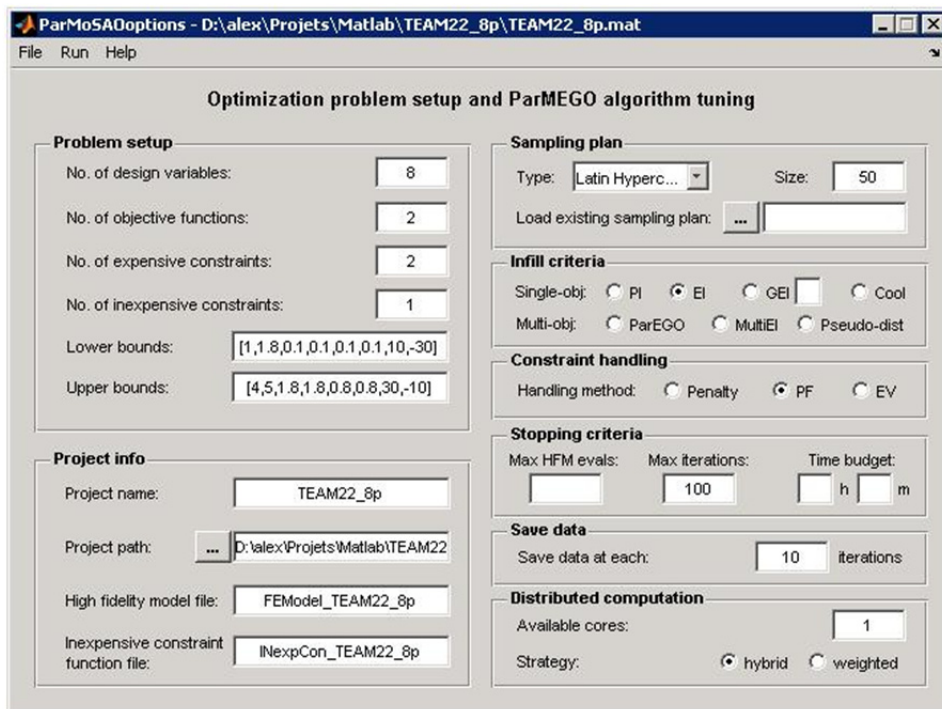 ParMoSAOoptions - D:\alex\Projets\Matlab\TEAM22_8p\TEAM22_8p.mat
File Run Help
Optimization problem setup and ParMEGO algorithm tuning
Problem setup
No. of design variables: 8
No. of objective functions: 2
No. of expensive constraints: 2
No. of inexpensive constraints: 1
Lower bounds: [1,1.8,0.1,0.1,0.1,0.1,10,-30]
Upper bounds: [4,5,1.8,1.8,0.8,0.8,30,-10]
Project info
Project name: TEAM22_8p
Project path: ... D:\alex\Projets\Matlab\TEAM22
High fidelity model file: FEModel_TEAM22_8p
Inexpensive constraint
function file: INexpCon_TEAM22_8p
Sampling plan
Type: Latin Hyperc... Size: 50
Load existing sampling plan: ...
Infill criteria
Single-obj: PI EI GEI Cool
Multi-obj: ParEGO MultiEI Pseudo-dist
Constraint handling
Handling method: Penalty PF EV
Stopping criteria
Max HFM evals: Max iterations: Time budget:
100 h m
Save data
Save data at each: 10 iterations
Distributed computation
Available cores: 1
Strategy: hybrid weighted